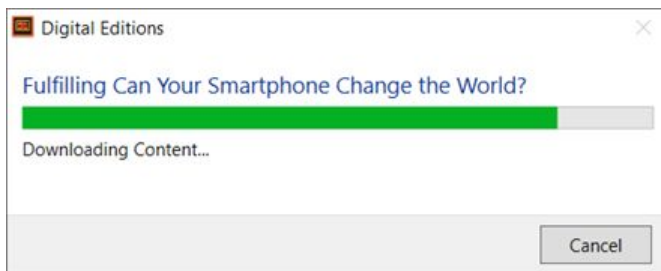 Digital Editions
Fulfilling Can Your Smartphone Change the World?
Downloading Content...
Cancel